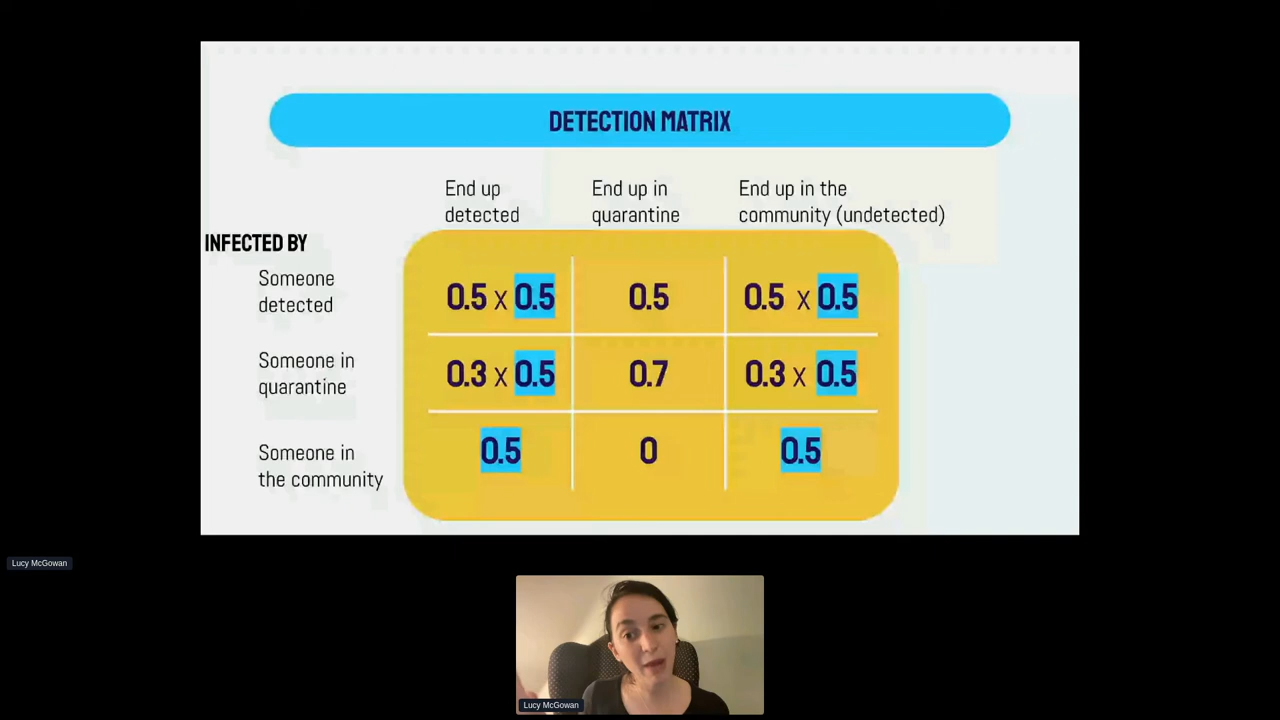 DETECTION MATRIX
End up
detected
End up in
quarantine
End up in the
community (undetected)
INFECTED BY
Someone
detected
0.5 x 0.5
0.5
0.5 x 0.5
Someone in
quarantine
0.3 x 0.5
0.7
0.3 x 0.5
Someone in
the community
0.5
0
0.5
Lucy McGowan
Lucy McGowan